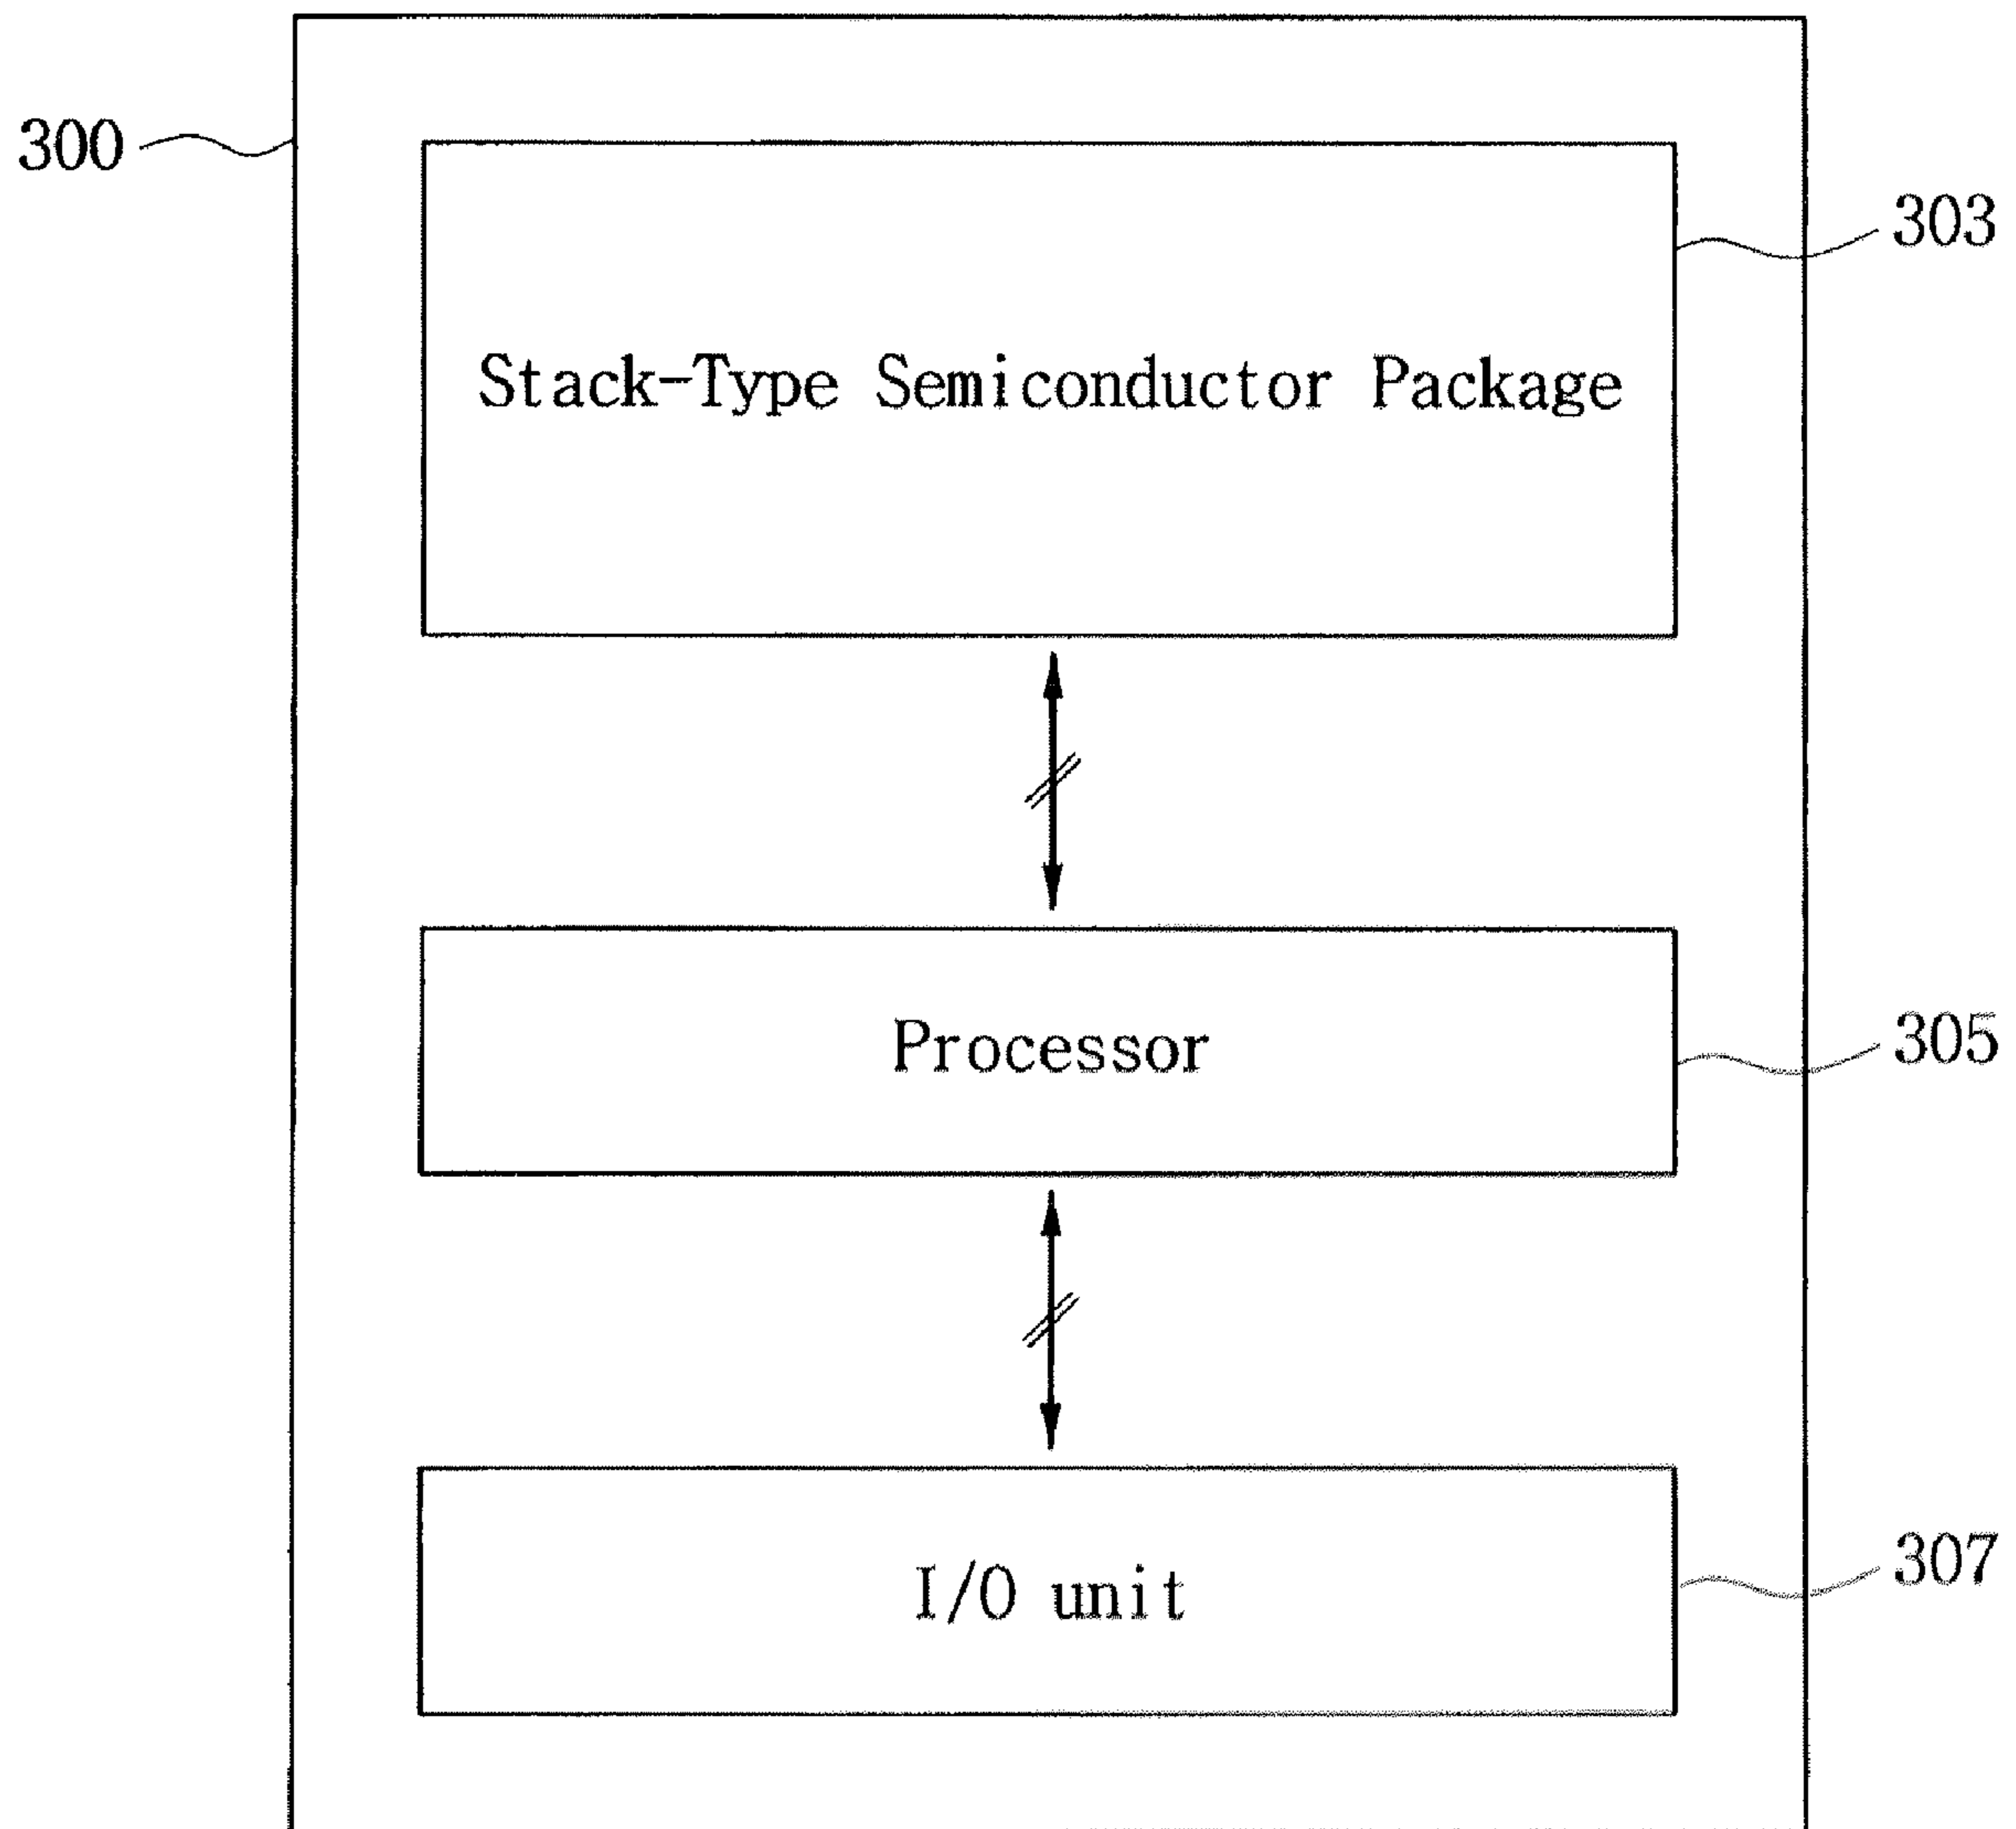 300
303
Stack-Type Semiconductor Package
Processor
305
I/O unit
307